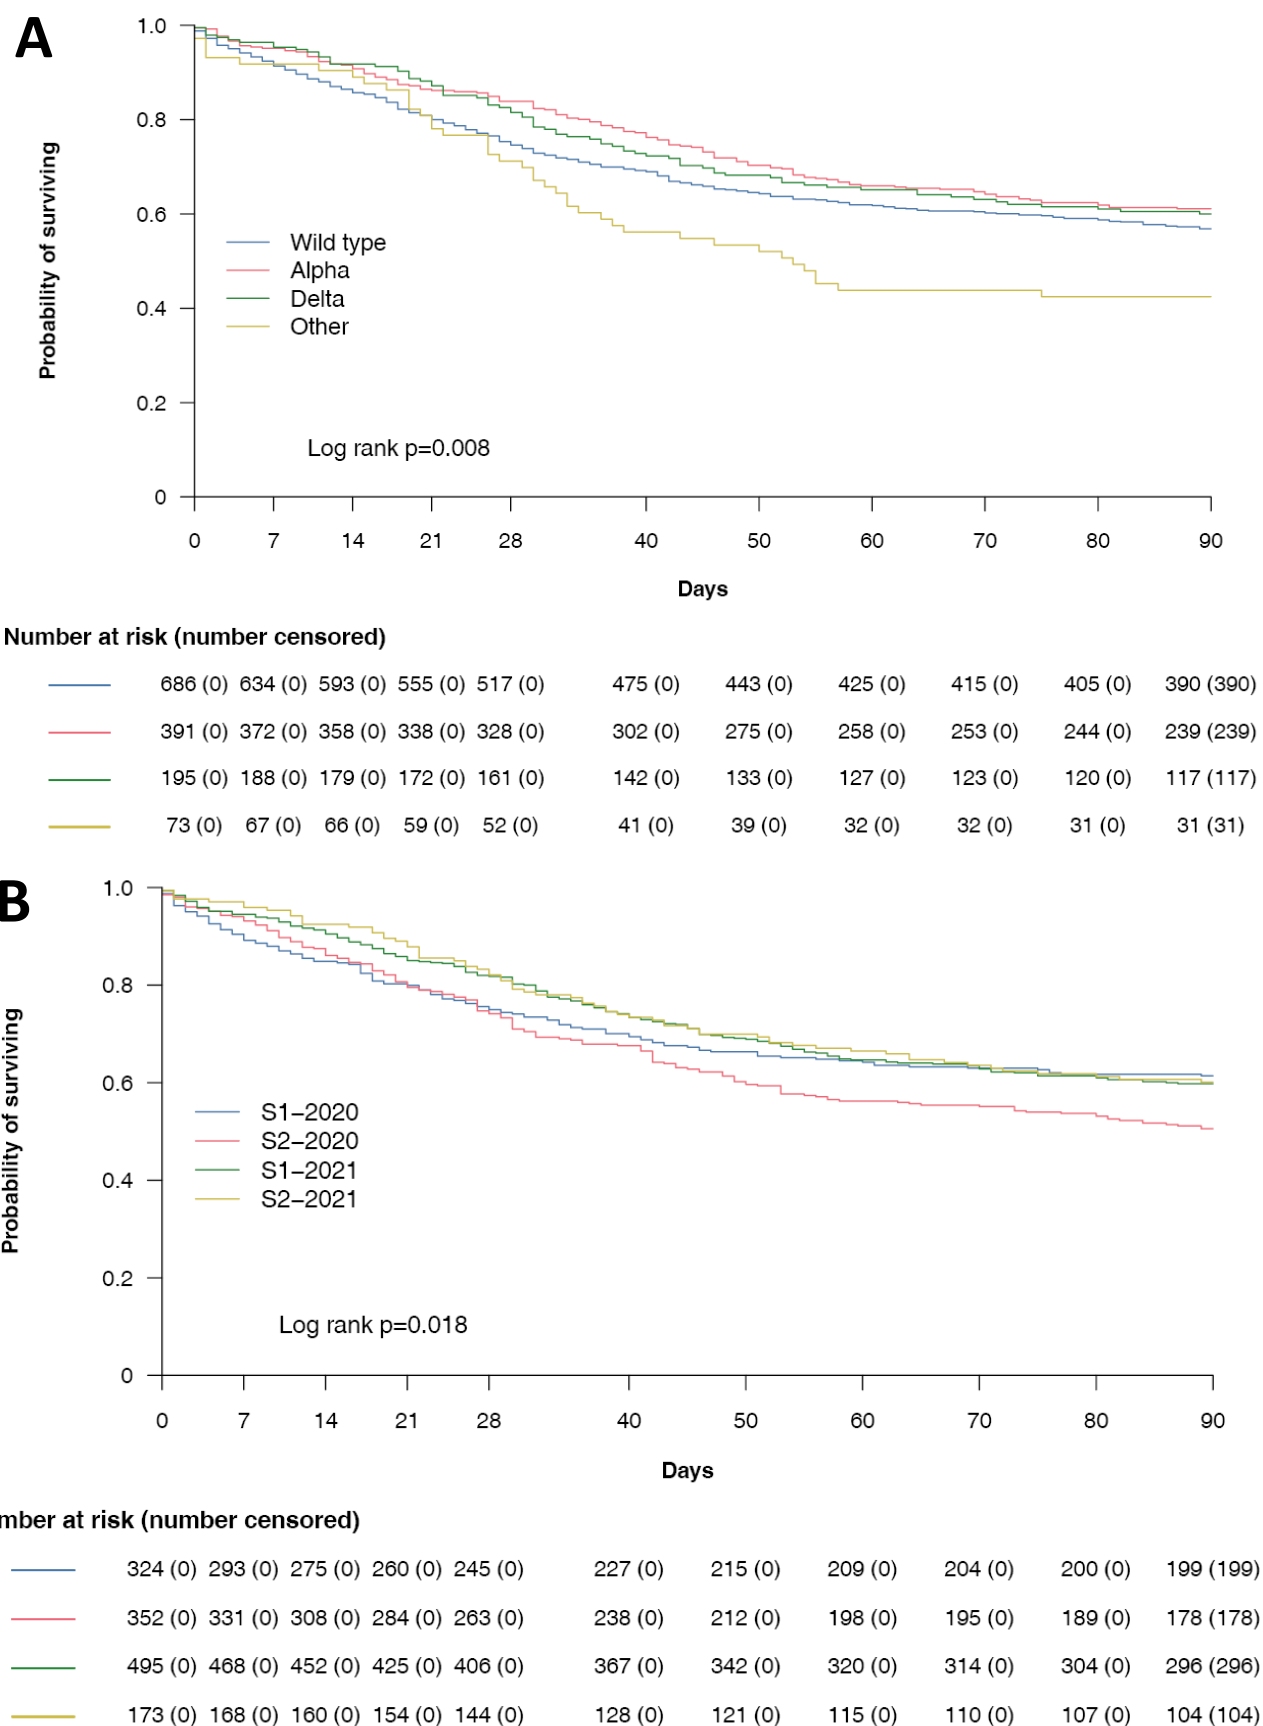 A
1.0
0.8
0.6
0.4
0.2
0
Probability of surviving
Wild type
Alpha
Delta
Other
Log rank p=0.008
0 7 14 21 28 40 50 60 70 80 90
Days
Number at risk (number censored)
686 (0) 634 (0) 593 (0) 555 (0) 517 (0) 475 (0) 443 (0) 425 (0) 415 (0) 405 (0) 390 (390)
391 (0) 372 (0) 358 (0) 338 (0) 328 (0) 302 (0) 275 (0) 258 (0) 253 (0) 244 (0) 239 (239)
195 (0) 188 (0) 179 (0) 172 (0) 161 (0) 142 (0) 133 (0) 127 (0) 123 (0) 120 (0) 117 (117)
73 (0) 67 (0) 66 (0) 59 (0) 52 (0) 41 (0) 39 (0) 32 (0) 32 (0) 31 (0) 31 (31)
B
1.0
0.8
0.6
0.4
0.2
0
Probability of surviving
S1–2020
S2–2020
S1–2021
S2–2021
Log rank p=0.018
0 7 14 21 28 40 50 60 70 80 90
Days
mber at risk (number censored)
324 (0) 293 (0) 275 (0) 260 (0) 245 (0) 227 (0) 215 (0) 209 (0) 204 (0) 200 (0) 199 (199)
352 (0) 331 (0) 308 (0) 284 (0) 263 (0) 238 (0) 212 (0) 198 (0) 195 (0) 189 (0) 178 (178)
495 (0) 468 (0) 452 (0) 425 (0) 406 (0) 367 (0) 342 (0) 320 (0) 314 (0) 304 (0) 296 (296)
173 (0) 168 (0) 160 (0) 154 (0) 144 (0) 128 (0) 121 (0) 115 (0) 110 (0) 107 (0) 104 (104)